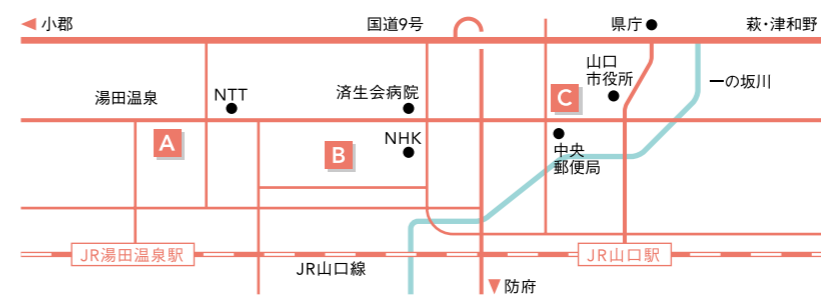 ◀ 小郡
国道9号
県庁●
萩・津和野
山口
市役所
一の坂川
湯田温泉
NTT
済生会病院
C
A
B
NHK
中央
郵便局
JR湯田温泉駅
JR山口線
JR山口駅
▼防府